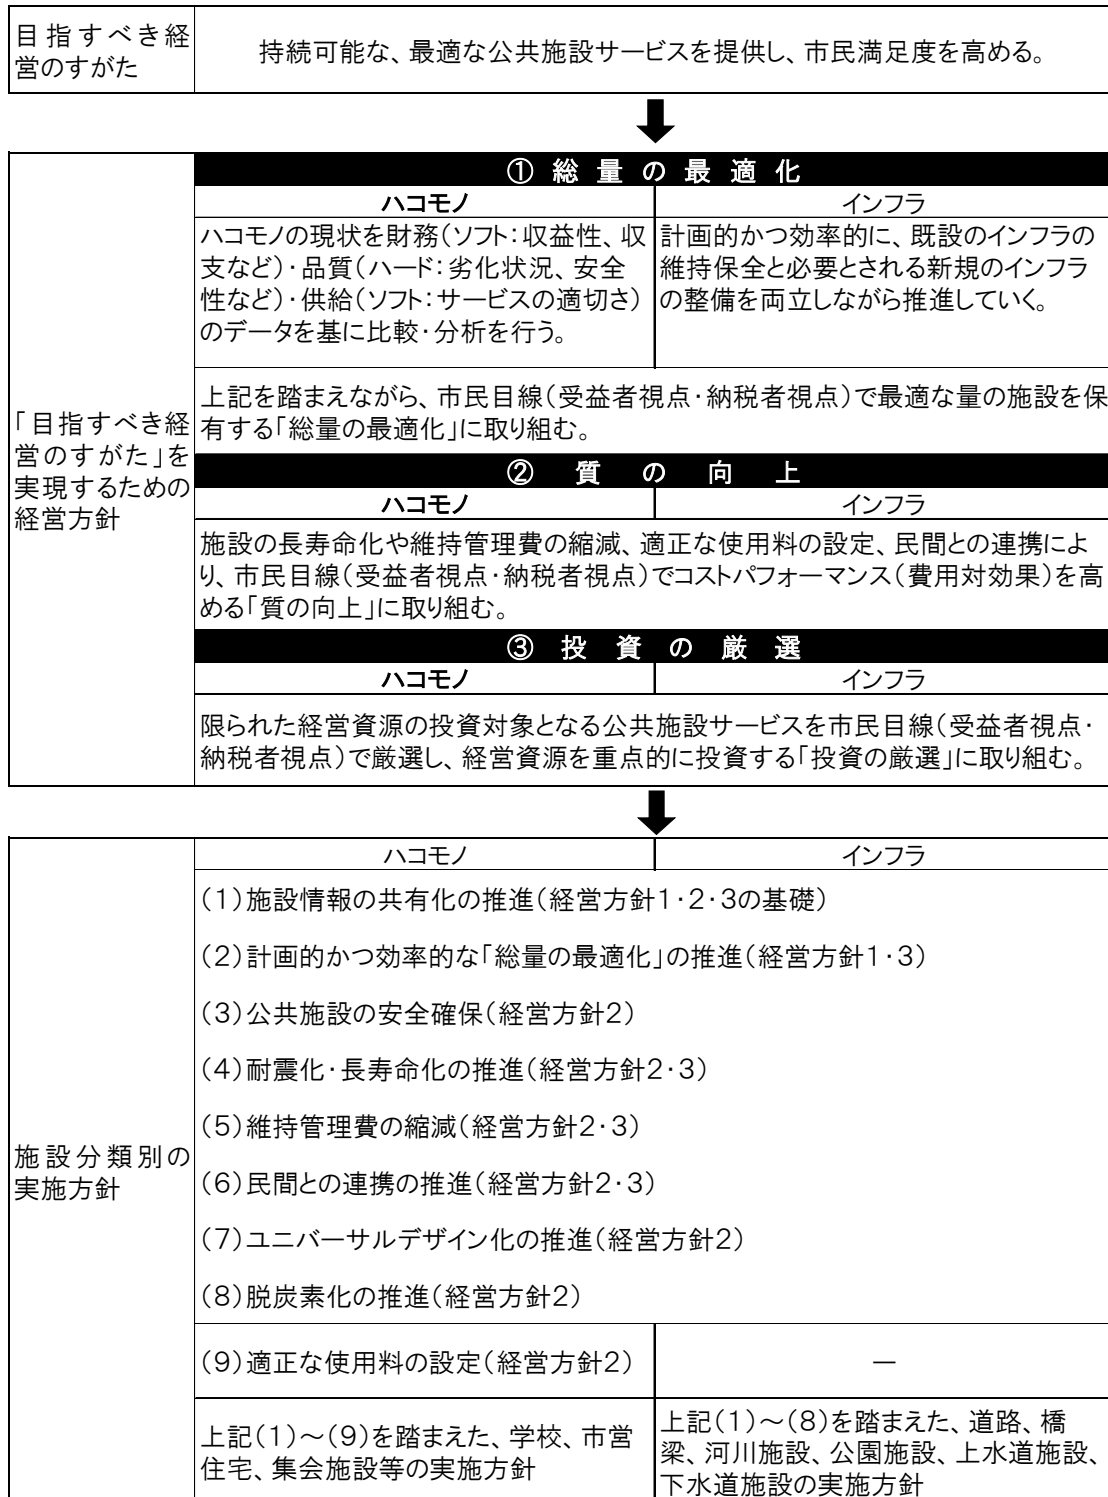 目指すべき経
営のすがた
持続可能な、最適な公共施設サービスを提供し、市民満足度を高める。
「目指すべき経
営のすがた」を
実現するための
経営方針
①総量の最適化
ハコモノ
インフラ
ハコモノの現状を財務(ソフト:収益性、収
支など)・品質(ハード:劣化状況、安全
性など)・供給(ソフト:サービスの適切さ)
のデータを基に比較・分析を行う。
計画的かつ効率的に、既設のインフラの
維持保全と必要とされる新規のインフラ
の整備を両立しながら推進していく。
上記を踏まえながら、市民目線(受益者視点・納税者視点)で最適な量の施設を保
有する「総量の最適化」に取り組む。
②質の向上
ハコモノ
インフラ
施設の長寿命化や維持管理費の縮減、適正な使用料の設定、民間との連携によ
り、市民目線(受益者視点・納税者視点)でコストパフォーマンス(費用対効果)を高
める「質の向上」に取り組む。
③投資の厳選
ハコモノ
インフラ
限られた経営資源の投資対象となる公共施設サービスを市民目線(受益者視点・
納税者視点)で厳選し、経営資源を重点的に投資する「投資の厳選」に取り組む。
施設分類別の
実施方針
ハコモノ
インフラ
(1)施設情報の共有化の推進(経営方針1・2・3の基礎)
(2)計画的かつ効率的な「総量の最適化」の推進(経営方針1・3)
(3)公共施設の安全確保(経営方針2)
(4)耐震化・長寿命化の推進(経営方針2・3)
(5)維持管理費の縮減(経営方針2・3)
(6)民間との連携の推進(経営方針2・3)
(7)ユニバーサルデザイン化の推進(経営方針2)
(8)脱炭素化の推進(経営方針2)
(9)適正な使用料の設定(経営方針2)
―
上記(1)～(9)を踏まえた、学校、市営
住宅、集会施設等の実施方針
上記(1)～(8)を踏まえた、道路、橋
梁、河川施設、公園施設、上水道施設、
下水道施設の実施方針